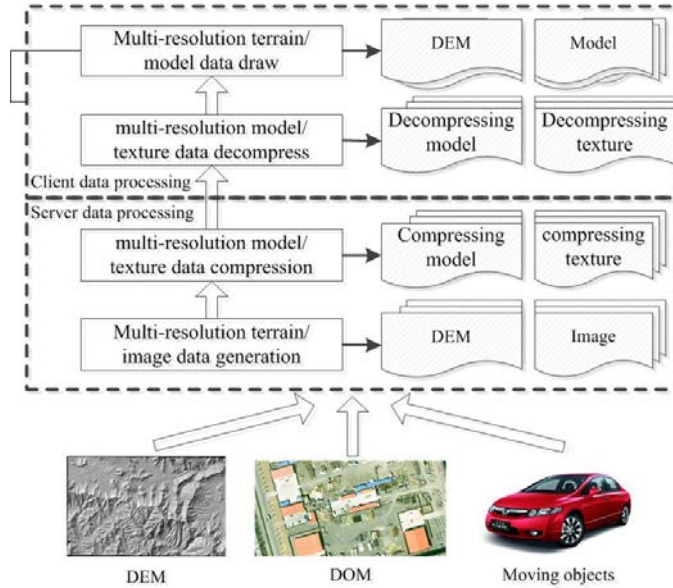 Multi-resolution terrain/
model data draw
DEM
Model
multi-resolution model/
texture data decompress
Decompressing
model
Decompressing
texture
Client data processing
Server data processing
multi-resolution model/
texture data compression
Compressing
model
compressing
texture
Multi-resolution terrain/
image data generation
DEM
Image
DEM
DOM
Moving objects